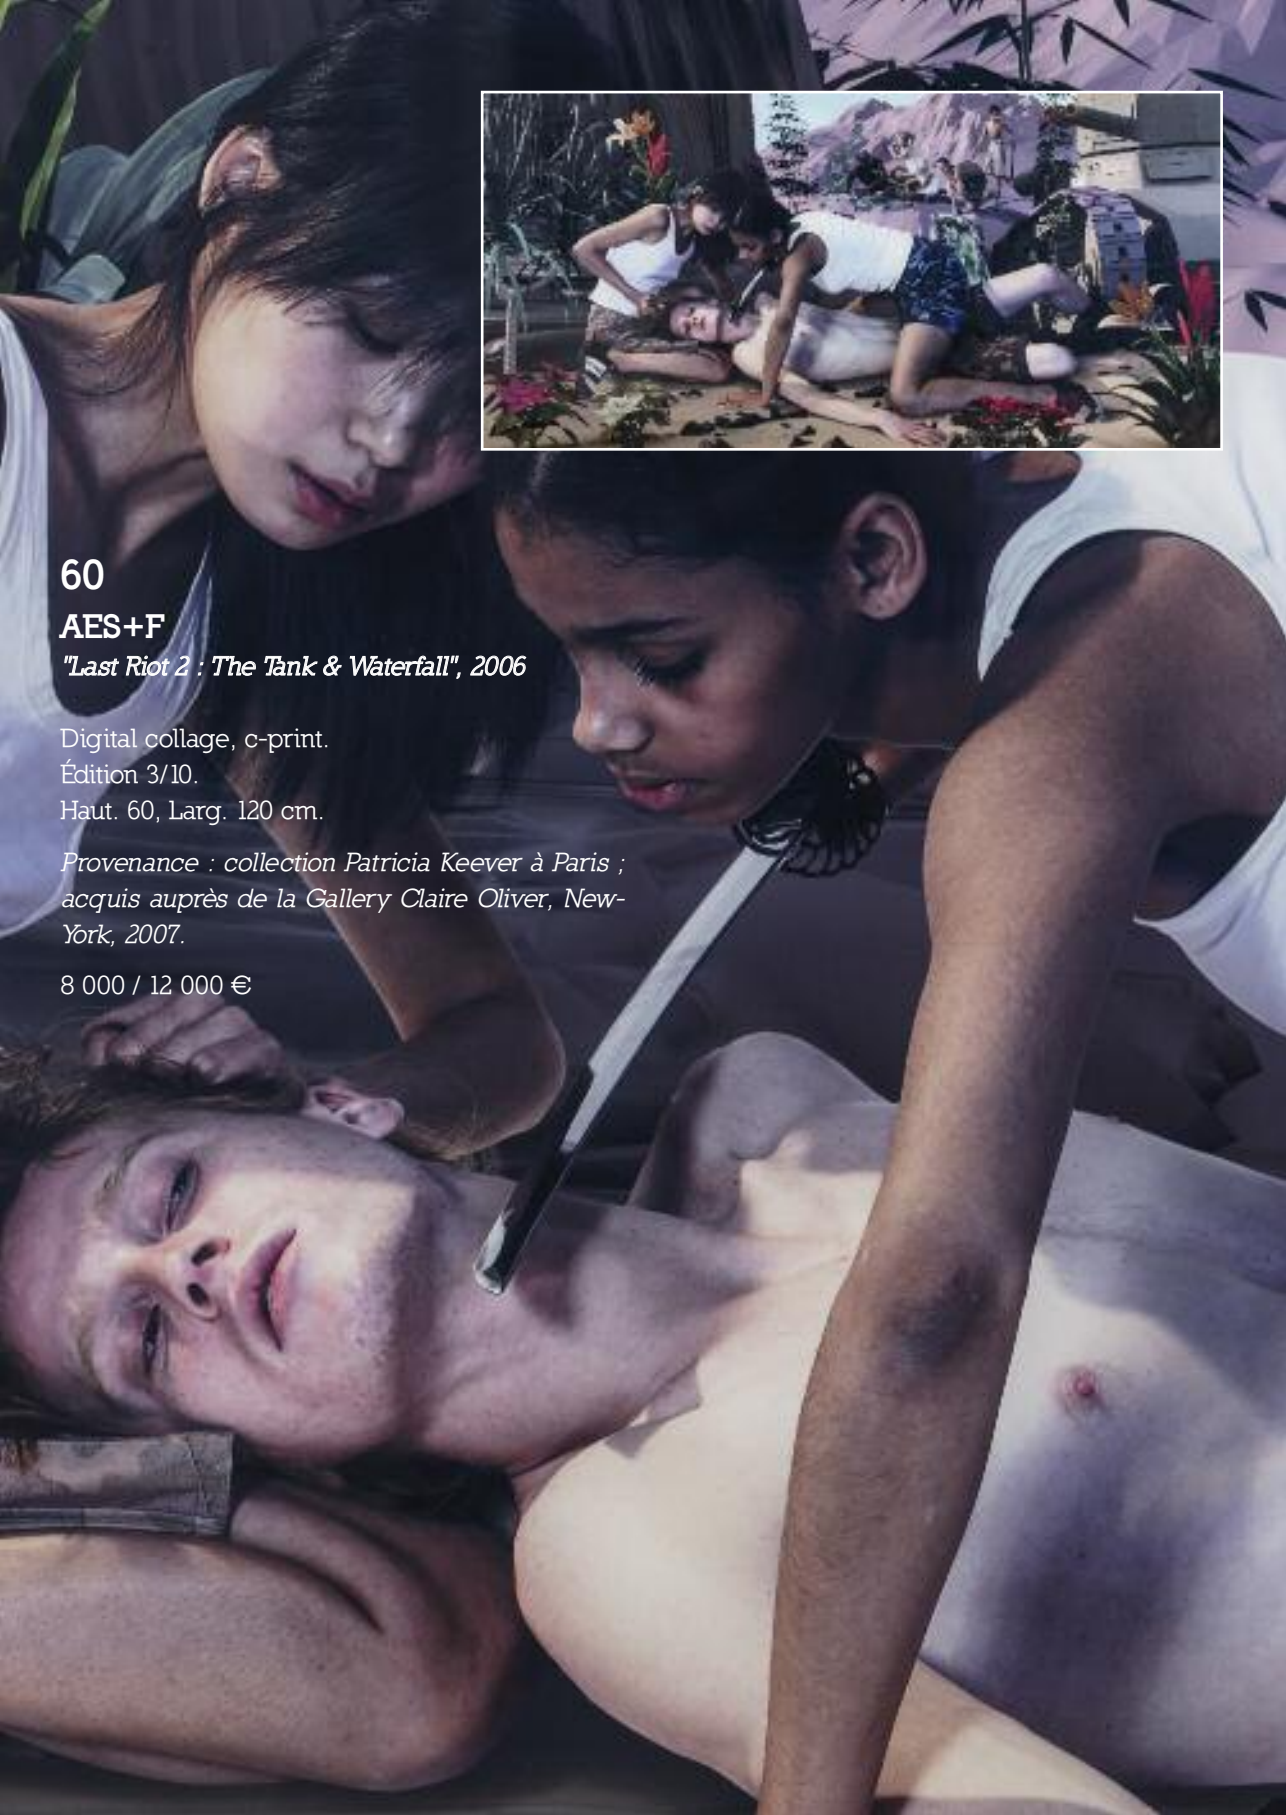 60
AES+F
"Last Riot 2 : The Tank & Waterfall", 2006
Digital collage, c-print.
Édition 3/10.
Haut. 60, Larg. 120 cm.
Provenance : collection Patricia Keever à Paris ;
acquis auprès de la Gallery Claire Oliver, New-
York, 2007.
8 000 / 12 000 €